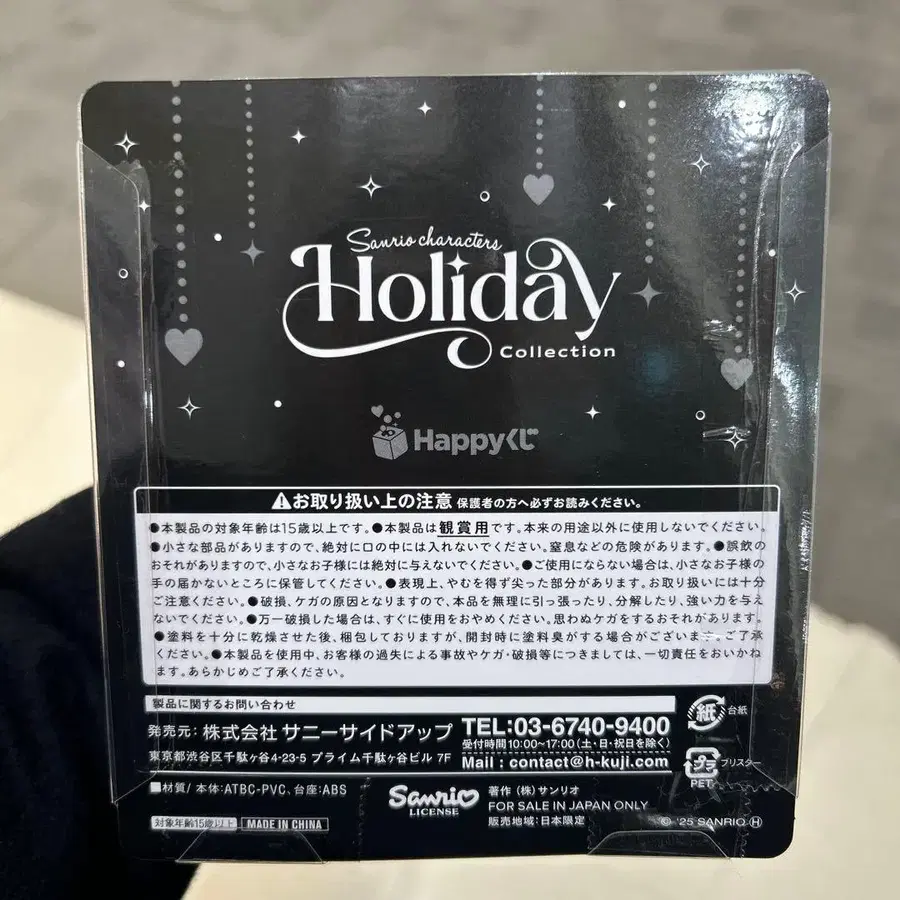 Sanrio characters
Holiday
Collection
Happyくじ
⚠お取り扱い上の注意 保護者の方へ必ずお読みください。
●本製品の対象年齢は15歳以上です。●本製品は観賞用です。本来の用途以外に使用しないでください。
●小さな部品がありますので、絶対に口の中には入れないでください。窒息などの危険があります。●誤飲の
おそれがありますので、小さなお子様には絶対に与えないでください。●ご使用にならない場合は、小さなお子様の
手の届かないところに保管してください。●表現上、やむを得ず尖った部分があります。お取り扱いには十分
ご注意ください。●破損、ケガの原因となりますので、本品を無理に引っ張ったり、分解したり、強い力を与え
ないでください。●万一破損した場合は、すぐに使用をおやめください。思わぬケガをするおそれがあります。
●塗料を十分に乾燥させた後、梱包しておりますが、開封時に塗料臭がする場合がございます。ご了承
ください。●本製品を使用中、お客様の過失による事故やケガ・破損等につきましては、一切責任をおいかね
ます。あらかじめご了承ください。
製品に関するお問い合わせ
発売元:株式会社サニーサイドアップ
東京都渋谷区千駄ヶ谷4-23-5 プライム千駄ヶ谷ビル 7F
TEL:03-6740-9400
受付時間10:00~17:00(土・日・祝日を除く)
Mail : contact@h-kuji.com
紙 台紙
プラ ブリスター
PET
■材質/本体:ATBC-PVC、台座:ABS
対象年齢15歳以上 MADE IN CHINA
Sanrio
LICENSE
著作 (株)サンリオ
FOR SALE IN JAPAN ONLY
販売地域:日本限定
© '25 SANRIO Ⓗ